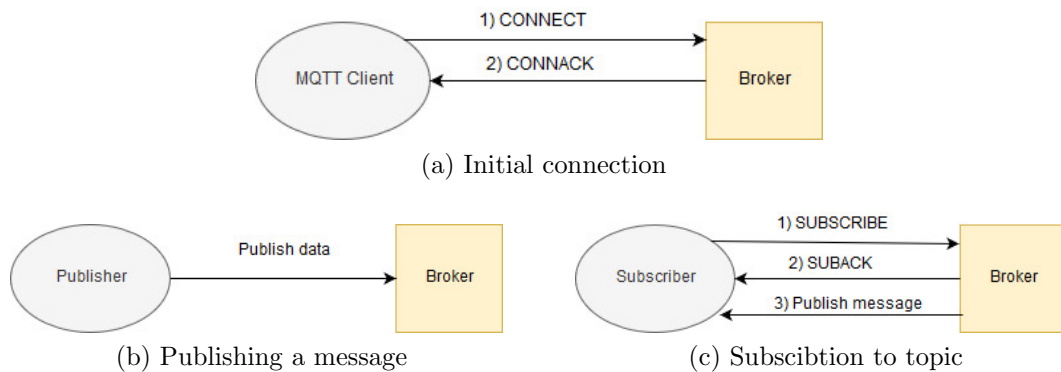 1) CONNECT
MQTT Client
2) CONNACK
Broker
(a) Initial connection
Publisher
Publish data
Broker
(b) Publishing a message
Subscriber
1) SUBSCRIBE
2) SUBACK
3) Publish message
Broker
(c) Subscibtion to topic